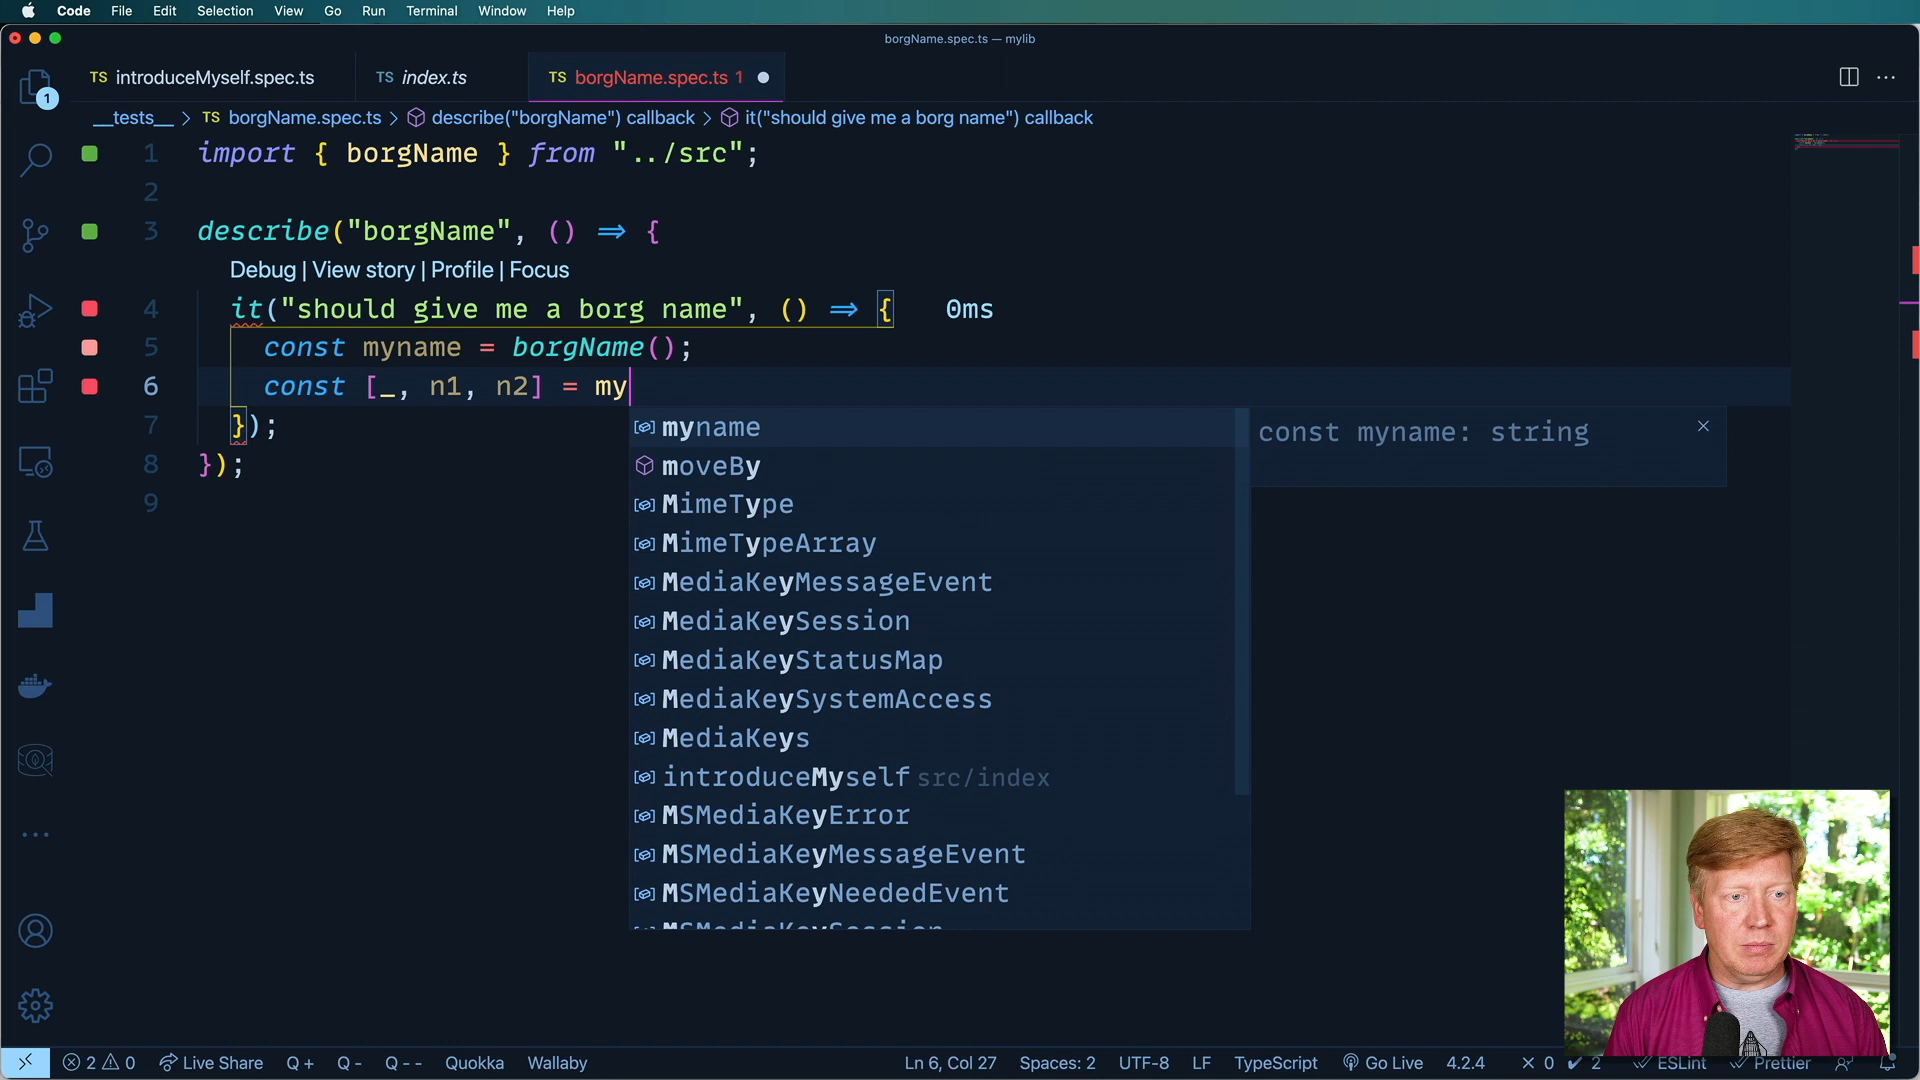 Code File Edit Selection View Go Run Terminal Window Help
borgName.spec.ts — mylib
TS introduceMyself.spec.ts TS index.ts TS borgName.spec.ts 1
1
__tests__ > TS borgName.spec.ts > describe("borgName") callback > it("should give me a borg name") callback
1 import { borgName } from "../src";
2
3 describe("borgName", () => {
Debug | View story | Profile | Focus
4 it("should give me a borg name", () => { 0ms
5 const myname = borgName();
6 const [_, n1, n2] = my
7 });
8 });
9
myname
const myname: string
moveBy
MimeType
MimeTypeArray
MediaKeyMessageEvent
MediaKeySession
MediaKeyStatusMap
MediaKeySystemAccess
MediaKeys
introduceMyself src/index
MSMediaKeyError
MSMediaKeyMessageEvent
MSMediaKeyNeededEvent
MSMediaKeySession
2 0 Live Share Q + Q - Q - - Quokka Wallaby Ln 6, Col 27 Spaces: 2 UTF-8 LF TypeScript Go Live 4.2.4 × 0 ✓ 2 ESLint Prettier